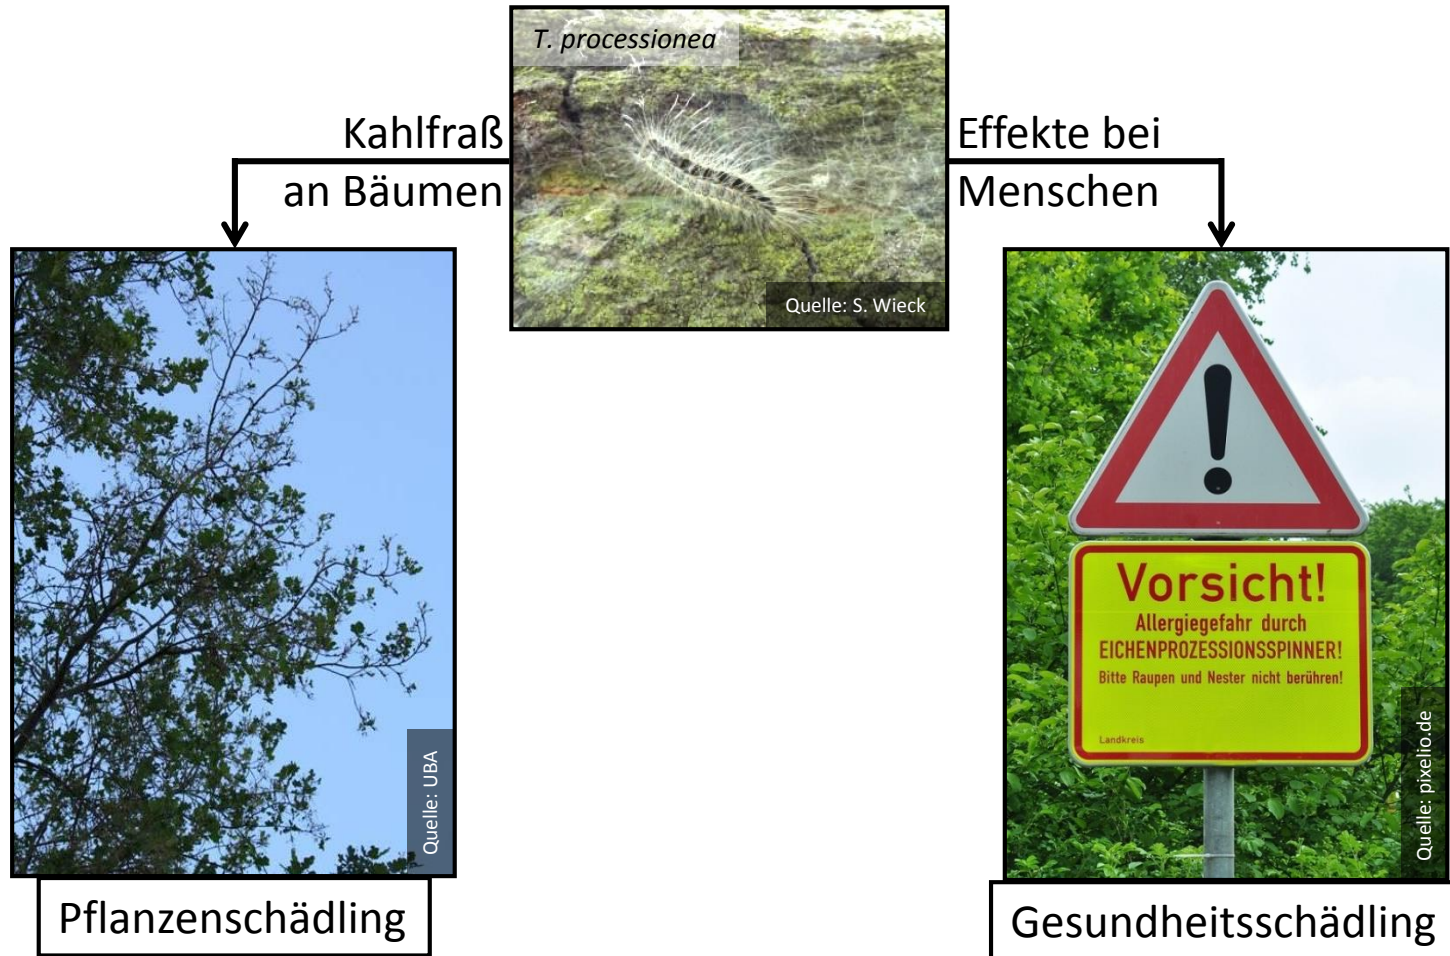 T. processionea
Quelle: S. Wieck
Kahlfraß
an Bäumen
Effekte bei
Menschen
Quelle: UBA
Pflanzenschädling
Vorsicht!
Allergiegefahr durch
EICHENPROZESSIONSSPINNER!
Bitte Raupen und Nester nicht berühren!
Landkreis
Quelle: pixelio.de
Gesundheitsschädling